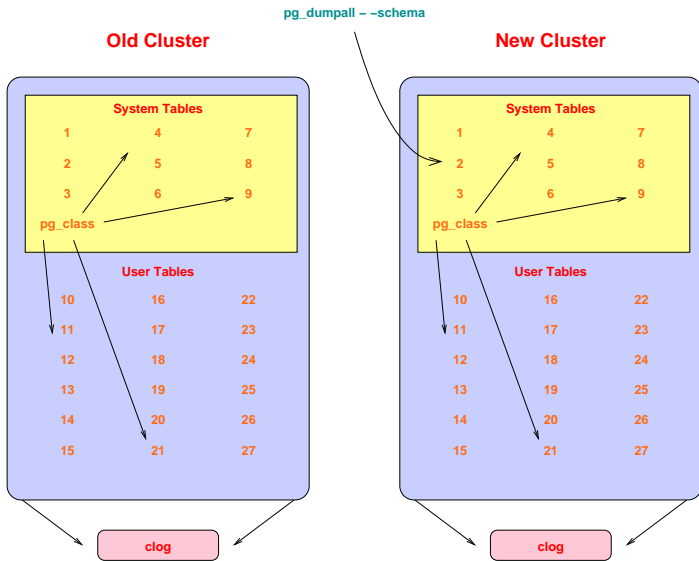 pg_dumpall – –schema
Old Cluster
System Tables
1 4 7
2 5 8
3 6 9
pg_class
User Tables
10 16 22
11 17 23
12 18 24
13 19 25
14 20 26
15 21 27
clog
New Cluster
System Tables
1 4 7
2 5 8
3 6 9
pg_class
User Tables
10 16 22
11 17 23
12 18 24
13 19 25
14 20 26
15 21 27
clog